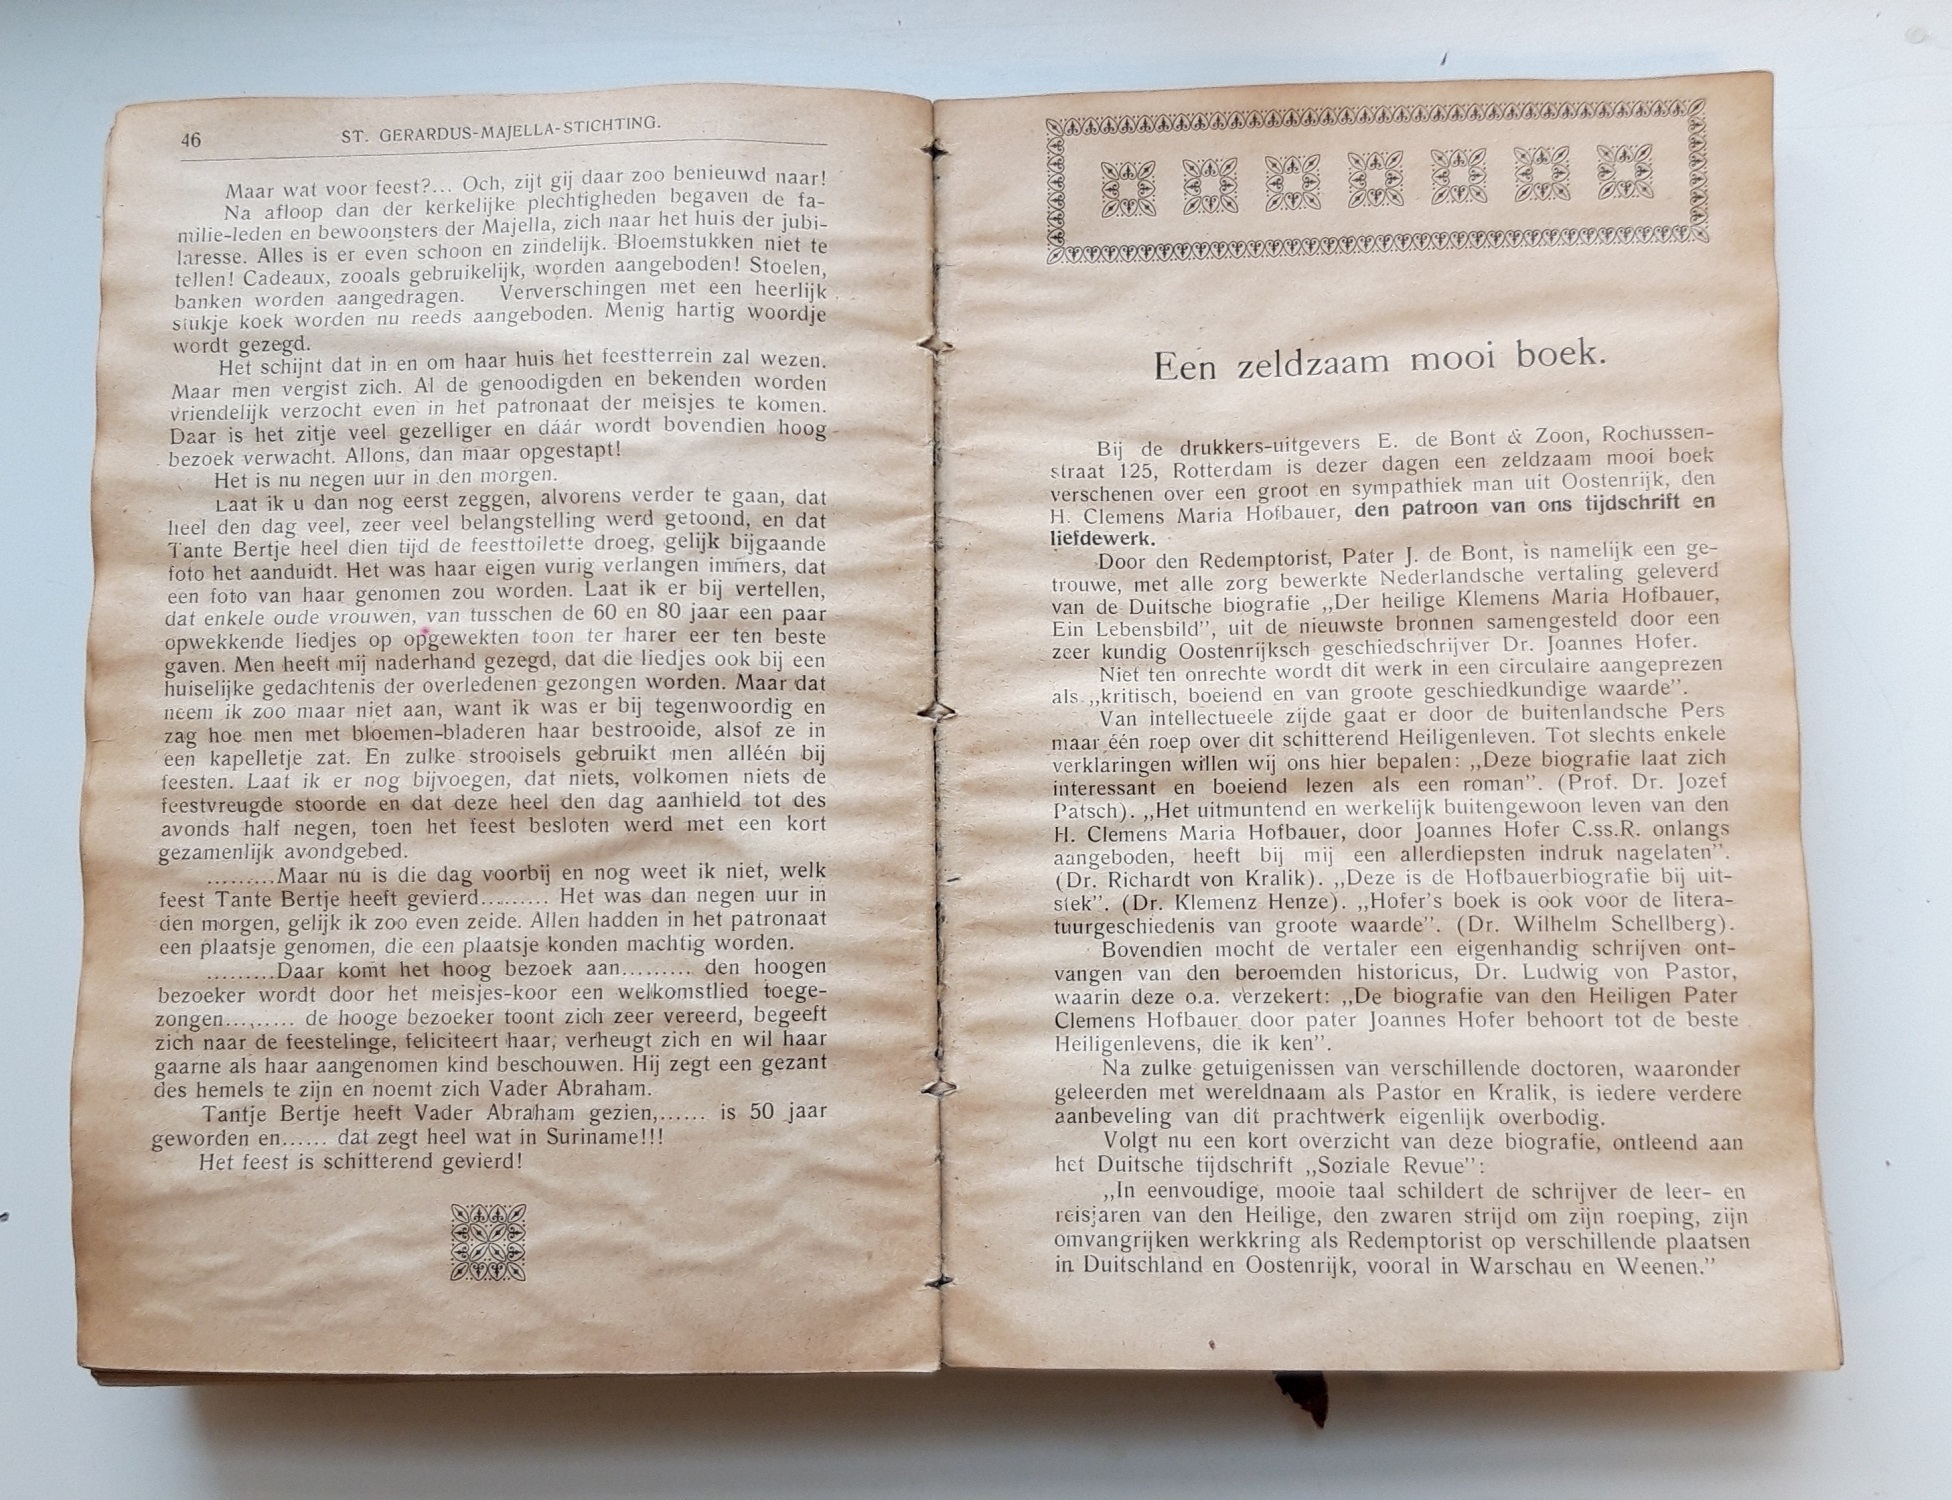 46
ST. GERARDUS-MAJELLA-STICHTING.
Maar wat voor feest?... Och, zijt gij daar zoo benieuwd naar!
Na afloop dan der kerkelijke plechtigheden begaven de fa-
milie-leden en bewoonsters der Majella, zich naar het huis der jubi-
laresse. Alles is er even schoon en zindelijk. Bloemstukken niet te
tellen! Cadeaux, zooals gebruikelijk, worden aangeboden! Stoelen,
banken worden aangedragen. Ververschingen met een heerlijk
stukje koek worden nu reeds aangeboden. Menig hartig woordje
wordt gezegd.
Het schijnt dat in en om haar huis het feestterrein zal wezen.
Maar men vergist zich. Al de genoodigden en bekenden worden
vriendelijk verzocht even in het patronaat der meisjes te komen.
Daar is het zitje veel gezelliger en dáár wordt bovendien hoog
bezoek verwacht. Allons, dan maar opgestapt!
Het is nu negen uur in den morgen.
Laat ik u dan nog eerst zeggen, alvorens verder te gaan, dat
heel den dag veel, zeer veel belangstelling werd getoond, en dat
Tante Bertje heel dien tijd de feesttoilette droeg, gelijk bijgaande
foto het aanduidt. Het was haar eigen vurig verlangen immers, dat
een foto van haar genomen zou worden. Laat ik er bij vertellen,
dat enkele oude vrouwen, van tusschen de 60 en 80 jaar een paar
opwekkende liedjes op opgewekten toon ter harer eer ten beste
gaven. Men heeft mij naderhand gezegd, dat die liedjes ook bij een
huiselijke gedachtenis der overledenen gezongen worden. Maar dat
neem ik zoo maar niet aan, want ik was er bij tegenwoordig en
zag hoe men met bloemen-bladeren haar bestrooide, alsof ze in
een kapelletje zat. En zulke strooisels gebruikt men alléén bij
feesten. Laat ik er nog bijvoegen, dat niets, volkomen niets de
feestvreugde stoorde en dat deze heel den dag aanhield tot des
avonds half negen, toen het feest besloten werd met een kort
gezamenlijk avondgebed.
.........Maar nu is die dag voorbij en nog weet ik niet, welk
feest Tante Bertje heeft gevierd......... Het was dan negen uur in
den morgen, gelijk ik zoo even zeide. Allen hadden in het patronaat
een plaatsje genomen, die een plaatsje konden machtig worden.
.........Daar komt het hoog bezoek aan......... den hoogen
bezoeker wordt door het meisjes-koor een welkomstlied toege-
zongen......... de hooge bezoeker toont zich zeer vereerd, begeeft
zich naar de feestelinge, feliciteert haar, verheugt zich en wil haar
gaarne als haar aangenomen kind beschouwen. Hij zegt een gezant
des hemels te zijn en noemt zich Vader Abraham.
Tantje Bertje heeft Vader Abraham gezien,...... is 50 jaar
geworden en...... dat zegt heel wat in Suriname!!!
Het feest is schitterend gevierd!
Een zeldzaam mooi boek.
Bij de drukkers-uitgevers E. de Bont & Zoon, Rochussen-
straat 125, Rotterdam is dezer dagen een zeldzaam mooi boek
verschenen over een groot en sympathiek man uit Oostenrijk, den
H. Clemens Maria Hofbauer, den patroon van ons tijdschrift en
liefdewerk.
Door den Redemptorist, Pater J. de Bont, is namelijk een ge-
trouwe, met alle zorg bewerkte Nederlandsche vertaling geleverd
van de Duitsche biografie „Der heilige Klemens Maria Hofbauer,
Ein Lebensbild”, uit de nieuwste bronnen samengesteld door een
zeer kundig Oostenrijksch geschiedschrijver Dr. Joannes Hofer.
Niet ten onrechte wordt dit werk in een circulaire aangeprezen
als „kritisch, boeiend en van groote geschiedkundige waarde”.
Van intellectueele zijde gaat er door de buitenlandsche Pers
maar één roep over dit schitterend Heiligenleven. Tot slechts enkele
verklaringen willen wij ons hier bepalen: „Deze biografie laat zich
interessant en boeiend lezen als een roman”. (Prof. Dr. Jozef
Patsch). „Het uitmuntend en werkelijk buitengewoon leven van den
H. Clemens Maria Hofbauer, door Joannes Hofer C.ss.R. onlangs
aangeboden, heeft bij mij een allerdiepsten indruk nagelaten”.
(Dr. Richardt von Kralik). „Deze is de Hofbauerbiografie bij uit-
stek”. (Dr. Klemenz Henze). „Hofer's boek is ook voor de litera-
tuurgeschiedenis van groote waarde”. (Dr. Wilhelm Schellberg).
Bovendien mocht de vertaler een eigenhandig schrijven ont-
vangen van den beroemden historicus, Dr. Ludwig von Pastor,
waarin deze o.a. verzekert: „De biografie van den Heiligen Pater
Clemens Hofbauer door pater Joannes Hofer behoort tot de beste
Heiligenlevens, die ik ken”.
Na zulke getuigenissen van verschillende doctoren, waaronder
geleerden met wereldnaam als Pastor en Kralik, is iedere verdere
aanbeveling van dit prachtwerk eigenlijk overbodig.
Volgt nu een kort overzicht van deze biografie, ontleend aan
het Duitsche tijdschrift „Soziale Revue”:
„In eenvoudige, mooie taal schildert de schrijver de leer- en
reisjaren van den Heilige, den zwaren strijd om zijn roeping, zijn
omvangrijken werkkring als Redemptorist op verschillende plaatsen
in Duitschland en Oostenrijk, vooral in Warschau en Weenen.”